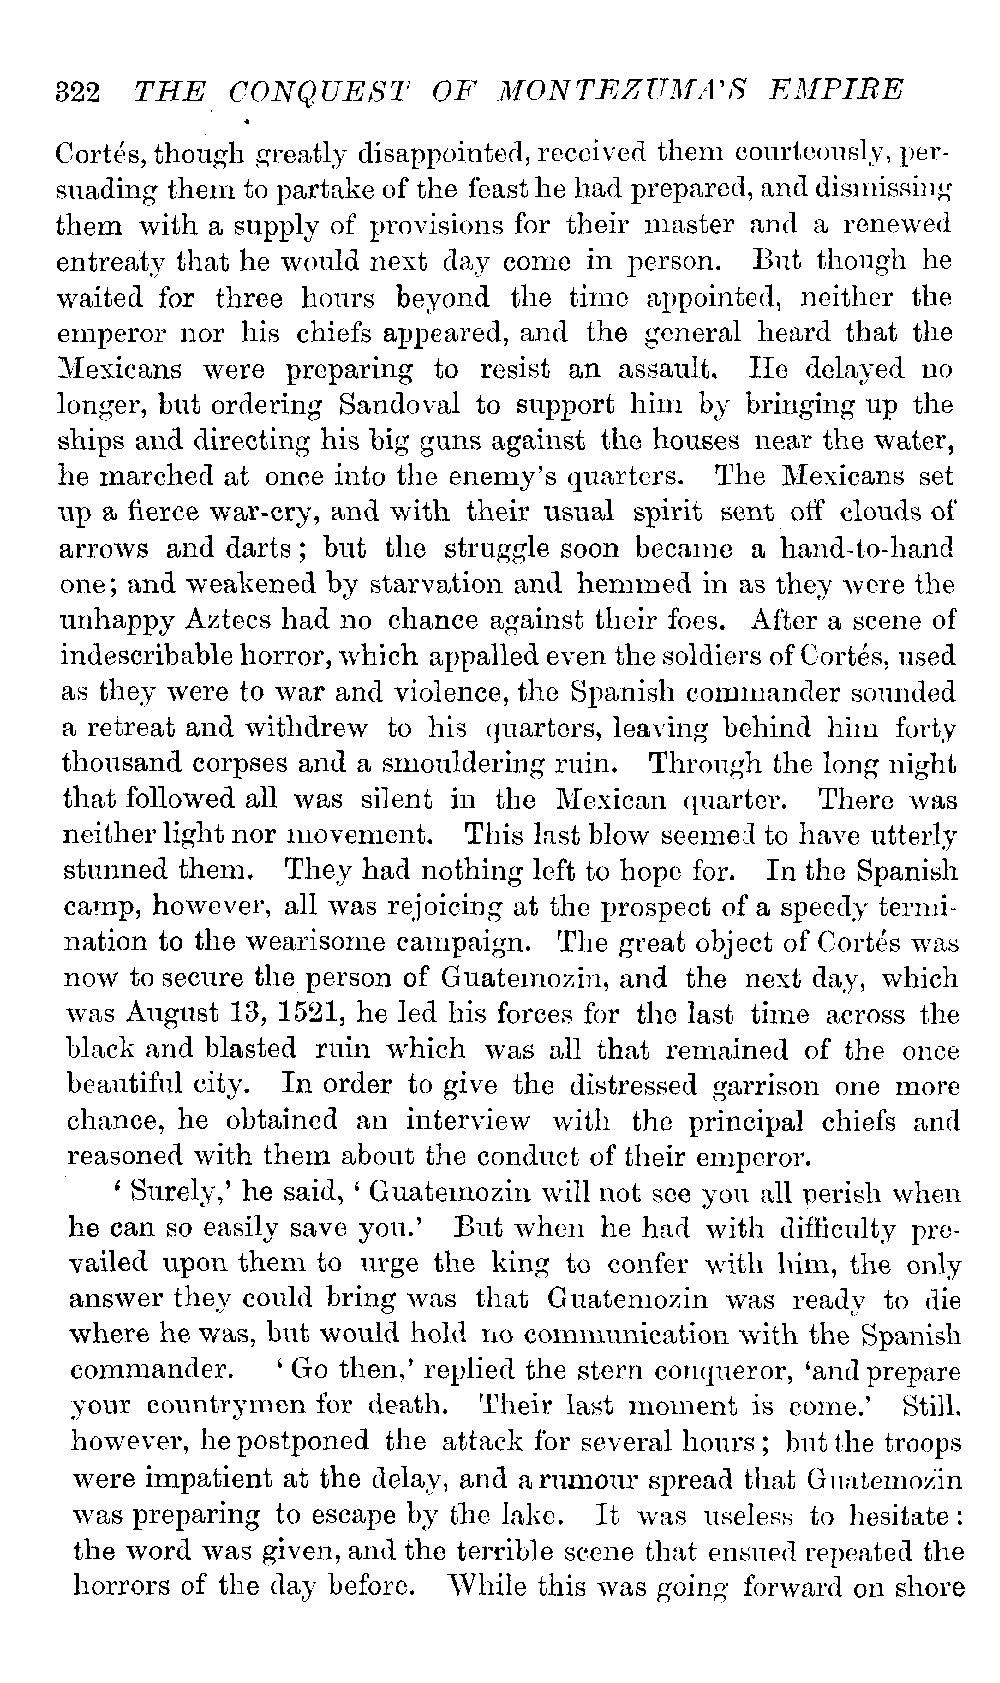 322 THE CONQUEST OF MONTEZUMA'S EMPIRE
Cortés, though greatly disappointed, received them courteously, per-
suading them to partake of the feast he had prepared, and dismissing
them with a supply of provisions for their master and a renewed
entreaty that he would next day come in person. But though he
waited for three hours beyond the time appointed, neither the
emperor nor his chiefs appeared, and the general heard that the
Mexicans were preparing to resist an assault. He delayed no
longer, but ordering Sandoval to support him by bringing up the
ships and directing his big guns against the houses near the water,
he marched at once into the enemy's quarters. The Mexicans set
up a fierce war-cry, and with their usual spirit sent off clouds of
arrows and darts; but the struggle soon became a hand-to-hand
one; and weakened by starvation and hemmed in as they were the
unhappy Aztecs had no chance against their foes. After a scene of
indescribable horror, which appalled even the soldiers of Cortés, used
as they were to war and violence, the Spanish commander sounded
a retreat and withdrew to his quarters, leaving behind him forty
thousand corpses and a smouldering ruin. Through the long night
that followed all was silent in the Mexican quarter. There was
neither light nor movement. This last blow seemed to have utterly
stunned them. They had nothing left to hope for. In the Spanish
camp, however, all was rejoicing at the prospect of a speedy termi-
nation to the wearisome campaign. The great object of Cortés was
now to secure the person of Guatemozin, and the next day, which
was August 13, 1521, he led his forces for the last time across the
black and blasted ruin which was all that remained of the once
beautiful city. In order to give the distressed garrison one more
chance, he obtained an interview with the principal chiefs and
reasoned with them about the conduct of their emperor.
‘Surely,’ he said, ‘Guatemozin will not see you all perish when
he can so easily save you.’ But when he had with difficulty pre-
vailed upon them to urge the king to confer with him, the only
answer they could bring was that Guatemozin was ready to die
where he was, but would hold no communication with the Spanish
commander. ‘Go then,’ replied the stern conqueror, ‘and prepare
your countrymen for death. Their last moment is come.’ Still,
however, he postponed the attack for several hours; but the troops
were impatient at the delay, and a rumour spread that Guatemozin
was preparing to escape by the lake. It was useless to hesitate:
the word was given, and the terrible scene that ensued repeated the
horrors of the day before. While this was going forward on shore